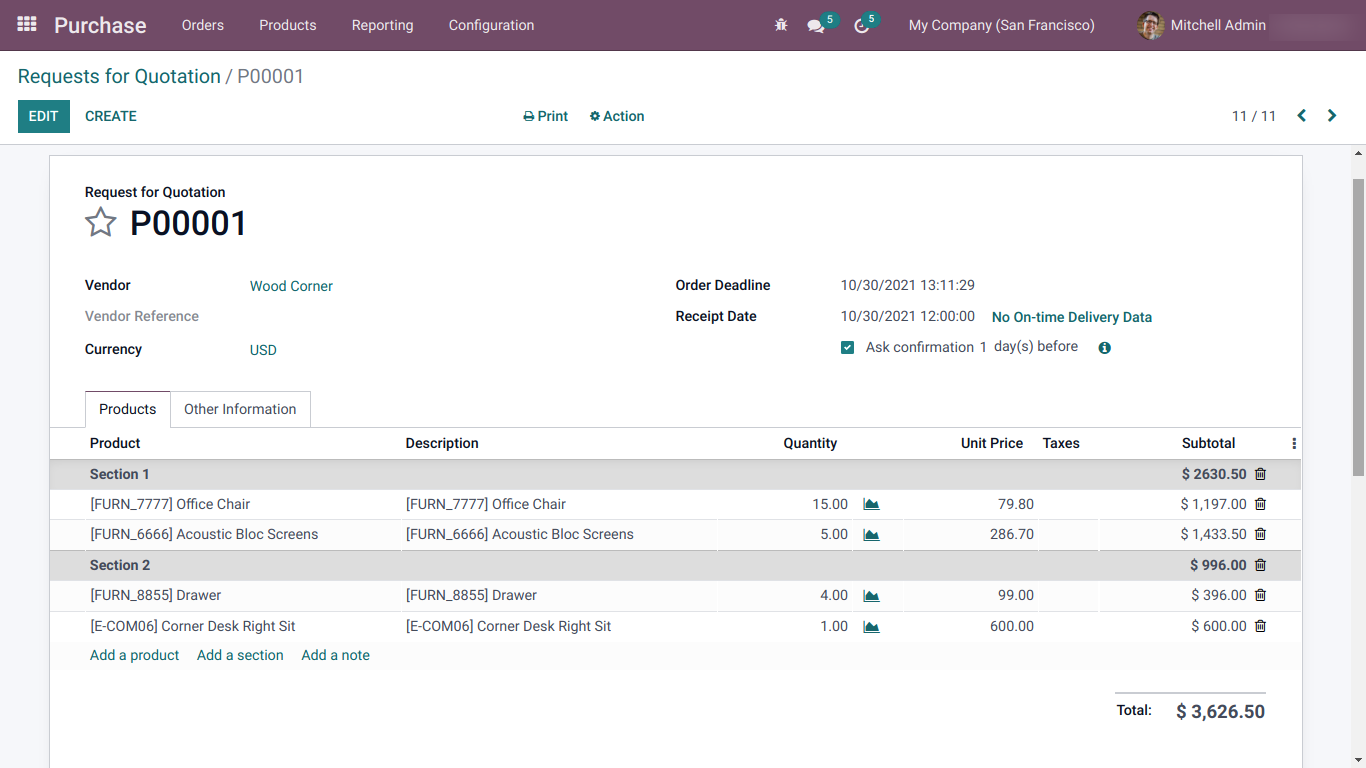 Purchase Orders Products Reporting Configuration 5 5 My Company (San Francisco) Mitchell Admin
Requests for Quotation / P00001
EDIT CREATE Print Action 11 / 11
Request for Quotation
P00001
Vendor Wood Corner Order Deadline 10/30/2021 13:11:29
Vendor Reference Receipt Date 10/30/2021 12:00:00 No On-time Delivery Data
Currency USD Ask confirmation 1 day(s) before
Products Other Information
Product Description Quantity Unit Price Taxes Subtotal
Section 1 $ 2630.50
[FURN_7777] Office Chair [FURN_7777] Office Chair 15.00 79.80 $ 1,197.00
[FURN_6666] Acoustic Bloc Screens [FURN_6666] Acoustic Bloc Screens 5.00 286.70 $ 1,433.50
Section 2 $ 996.00
[FURN_8855] Drawer [FURN_8855] Drawer 4.00 99.00 $ 396.00
[E-COM06] Corner Desk Right Sit [E-COM06] Corner Desk Right Sit 1.00 600.00 $ 600.00
Add a product Add a section Add a note
Total: $ 3,626.50